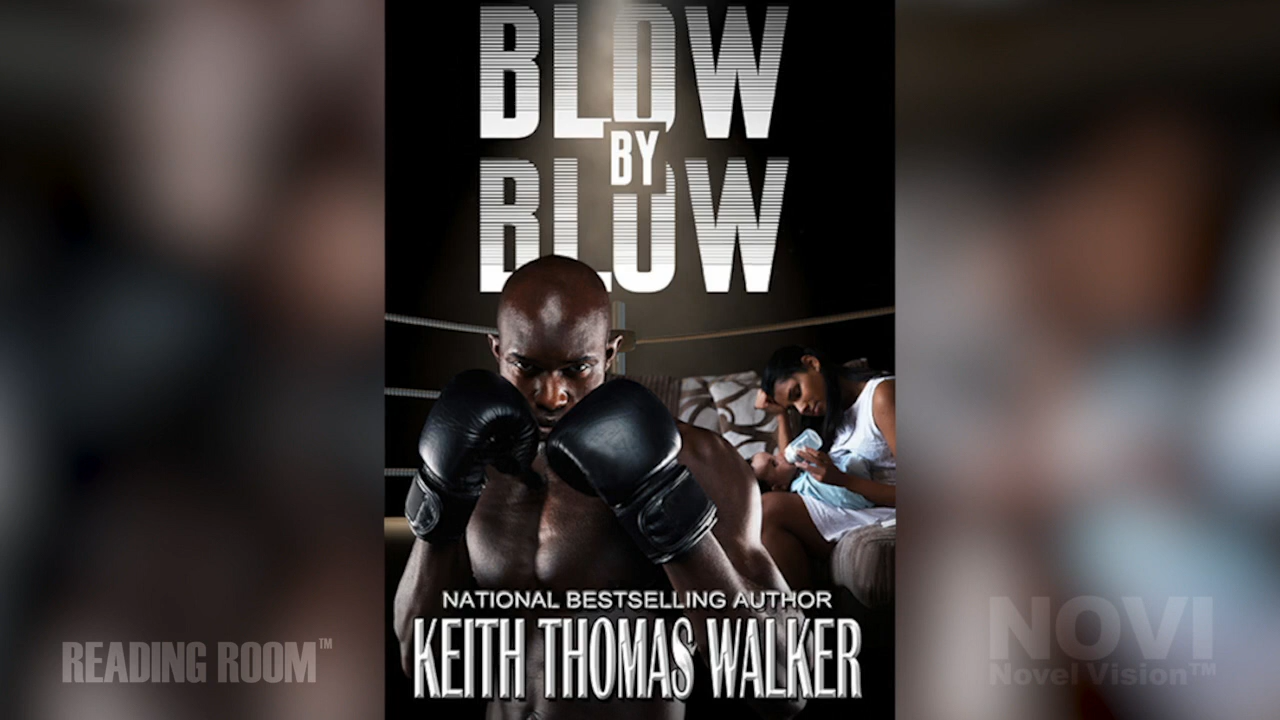 BLOW
BY
BLOW
NATIONAL BESTSELLING AUTHOR
KEITH THOMAS WALKER
READING ROOM™
NOVI
Novel Vision™